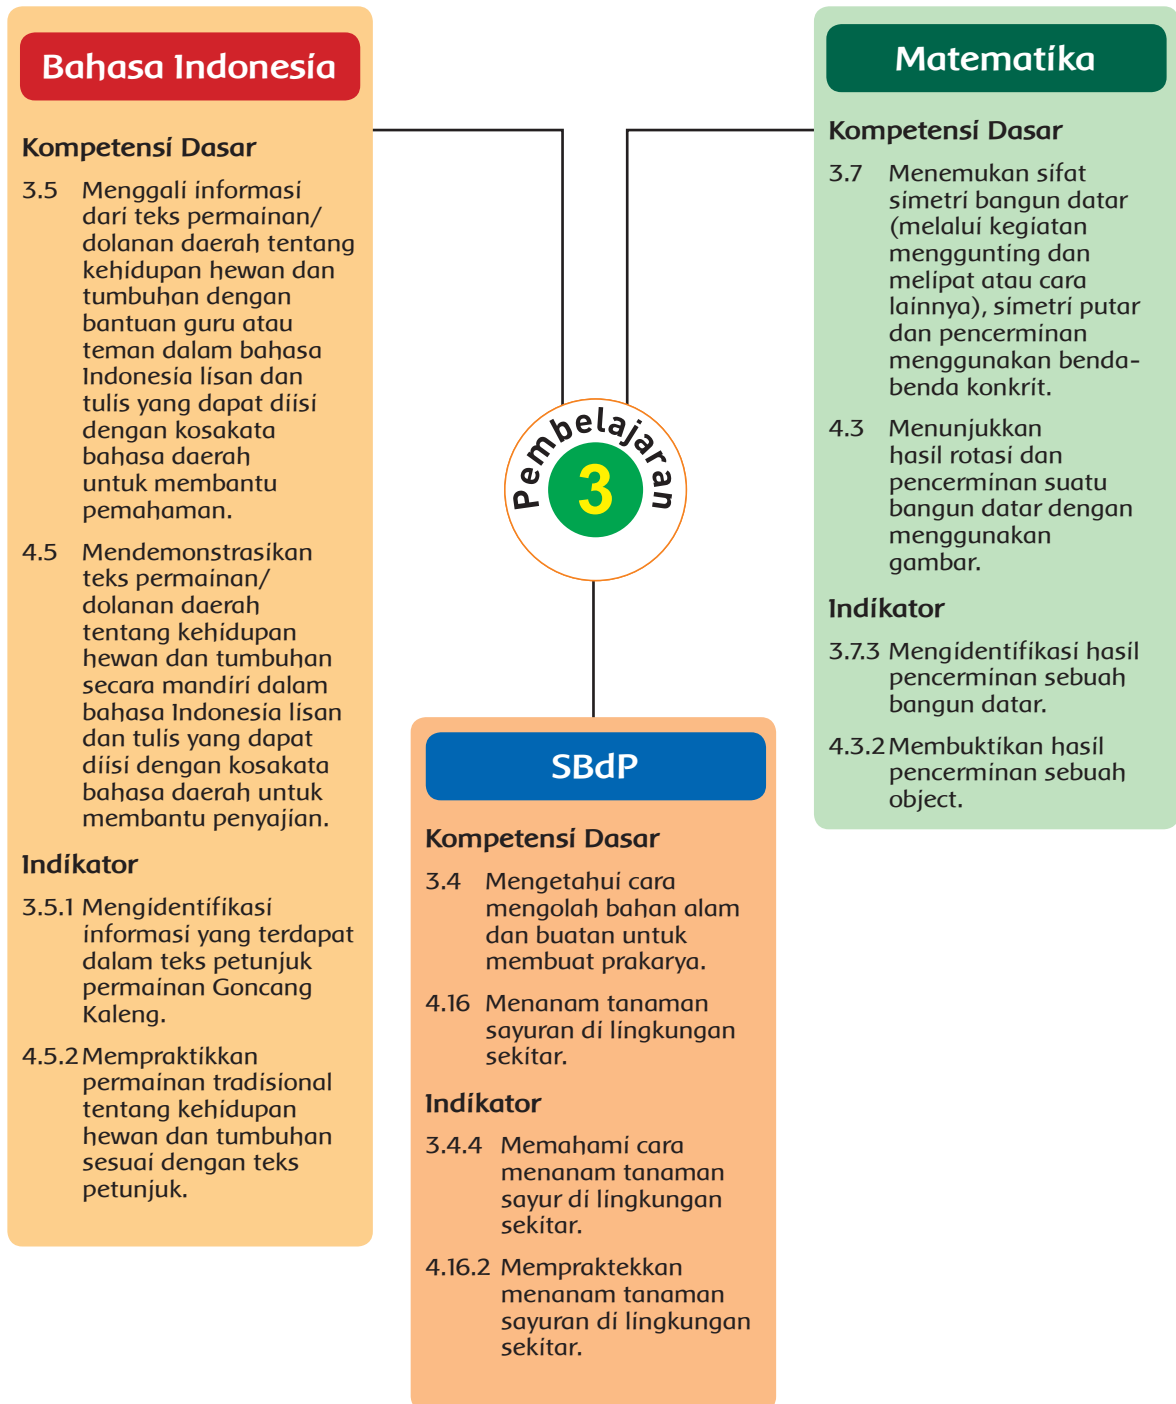 Bahasa Indonesia
Kompetensi Dasar
3.5 Menggali informasi
dari teks permainan/
dolanan daerah tentang
kehidupan hewan dan
tumbuhan dengan
bantuan guru atau
teman dalam bahasa
Indonesia lisan dan
tulis yang dapat diisi
dengan kosakata
bahasa daerah
untuk membantu
pemahaman.
4.5 Mendemonstrasikan
teks permainan/
dolanan daerah
tentang kehidupan
hewan dan tumbuhan
secara mandiri dalam
bahasa Indonesia lisan
dan tulis yang dapat
diisi dengan kosakata
bahasa daerah untuk
membantu penyajian.
Indikator
3.5.1 Mengidentifikasi
informasi yang terdapat
dalam teks petunjuk
permainan Goncang
Kaleng.
4.5.2 Mempraktikkan
permainan tradisional
tentang kehidupan
hewan dan tumbuhan
sesuai dengan teks
petunjuk.
Pembelajaran
3
SBdP
Kompetensi Dasar
3.4 Mengetahui cara
mengolah bahan alam
dan buatan untuk
membuat prakarya.
4.16 Menanam tanaman
sayuran di lingkungan
sekitar.
Indikator
3.4.4 Memahami cara
menanam tanaman
sayur di lingkungan
sekitar.
4.16.2 Mempraktekkan
menanam tanaman
sayuran di lingkungan
sekitar.
Matematika
Kompetensi Dasar
3.7 Menemukan sifat
simetri bangun datar
(melalui kegiatan
menggunting dan
melipat atau cara
lainnya), simetri putar
dan pencerminan
menggunakan benda-
benda konkrit.
4.3 Menunjukkan
hasil rotasi dan
pencerminan suatu
bangun datar dengan
menggunakan
gambar.
Indikator
3.7.3 Mengidentifikasi hasil
pencerminan sebuah
bangun datar.
4.3.2 Membuktikan hasil
pencerminan sebuah
object.